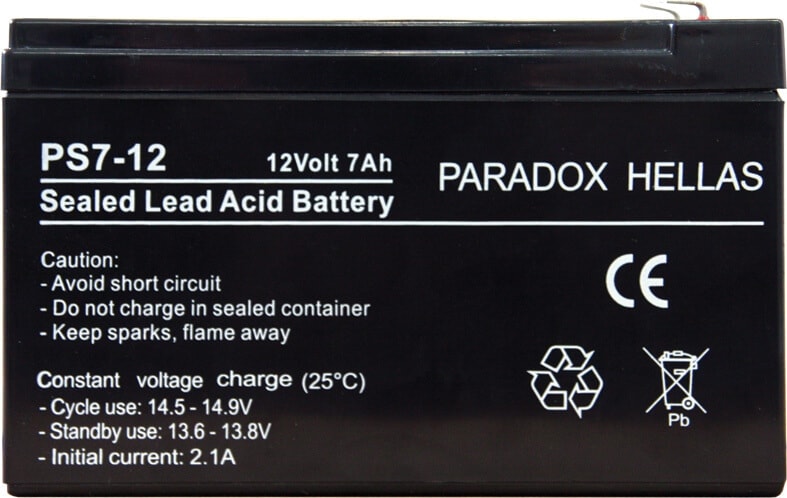 PS7-12 12Volt 7Ah
Sealed Lead Acid Battery
PARADOX HELLAS
Caution:
- Avoid short circuit
- Do not charge in sealed container
- Keep sparks, flame away
CE
Constant voltage charge (25°C)
- Cycle use: 14.5 - 14.9V
- Standby use: 13.6 - 13.8V
- Initial current: 2.1A
Pb